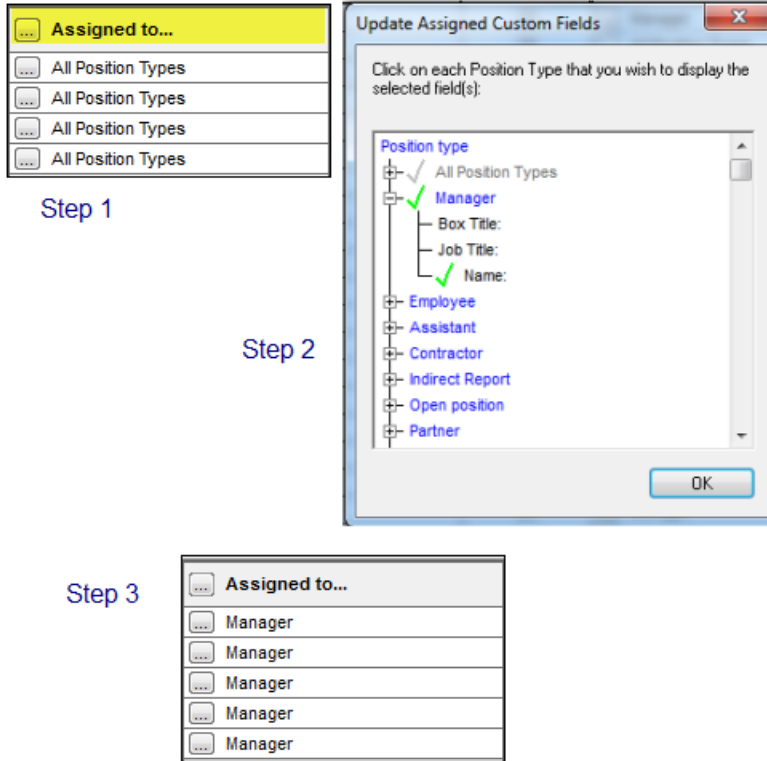 ... Assigned to...
... All Position Types
... All Position Types
... All Position Types
... All Position Types
Step 1
Update Assigned Custom Fields
Click on each Position Type that you wish to display the
selected field(s):
Position type
All Position Types
Manager
Box Title:
Job Title:
Name:
Employee
Assistant
Contractor
Indirect Report
Open position
Partner
OK
Step 2
Step 3
... Assigned to...
... Manager
... Manager
... Manager
... Manager
... Manager